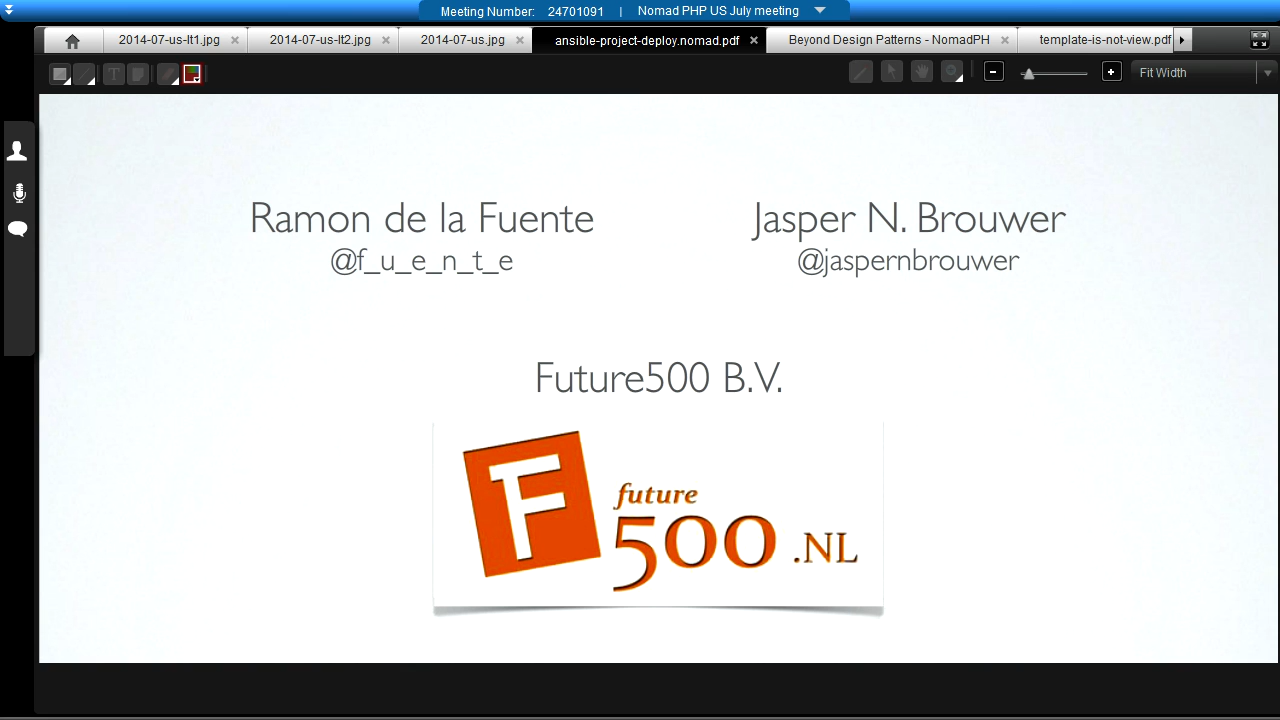 Meeting Number: 24701091 | Nomad PHP US July meeting
2014-07-us-lt1.jpg 2014-07-us-lt2.jpg 2014-07-us.jpg ansible-project-deploy.nomad.pdf Beyond Design Patterns - NomadPH template-is-not-view.pdf
T Fit Width
Ramon de la Fuente Jasper N. Brouwer
@f_u_e_n_t_e @jaspernbrouwer
Future500 B.V.
F future
500 .NL